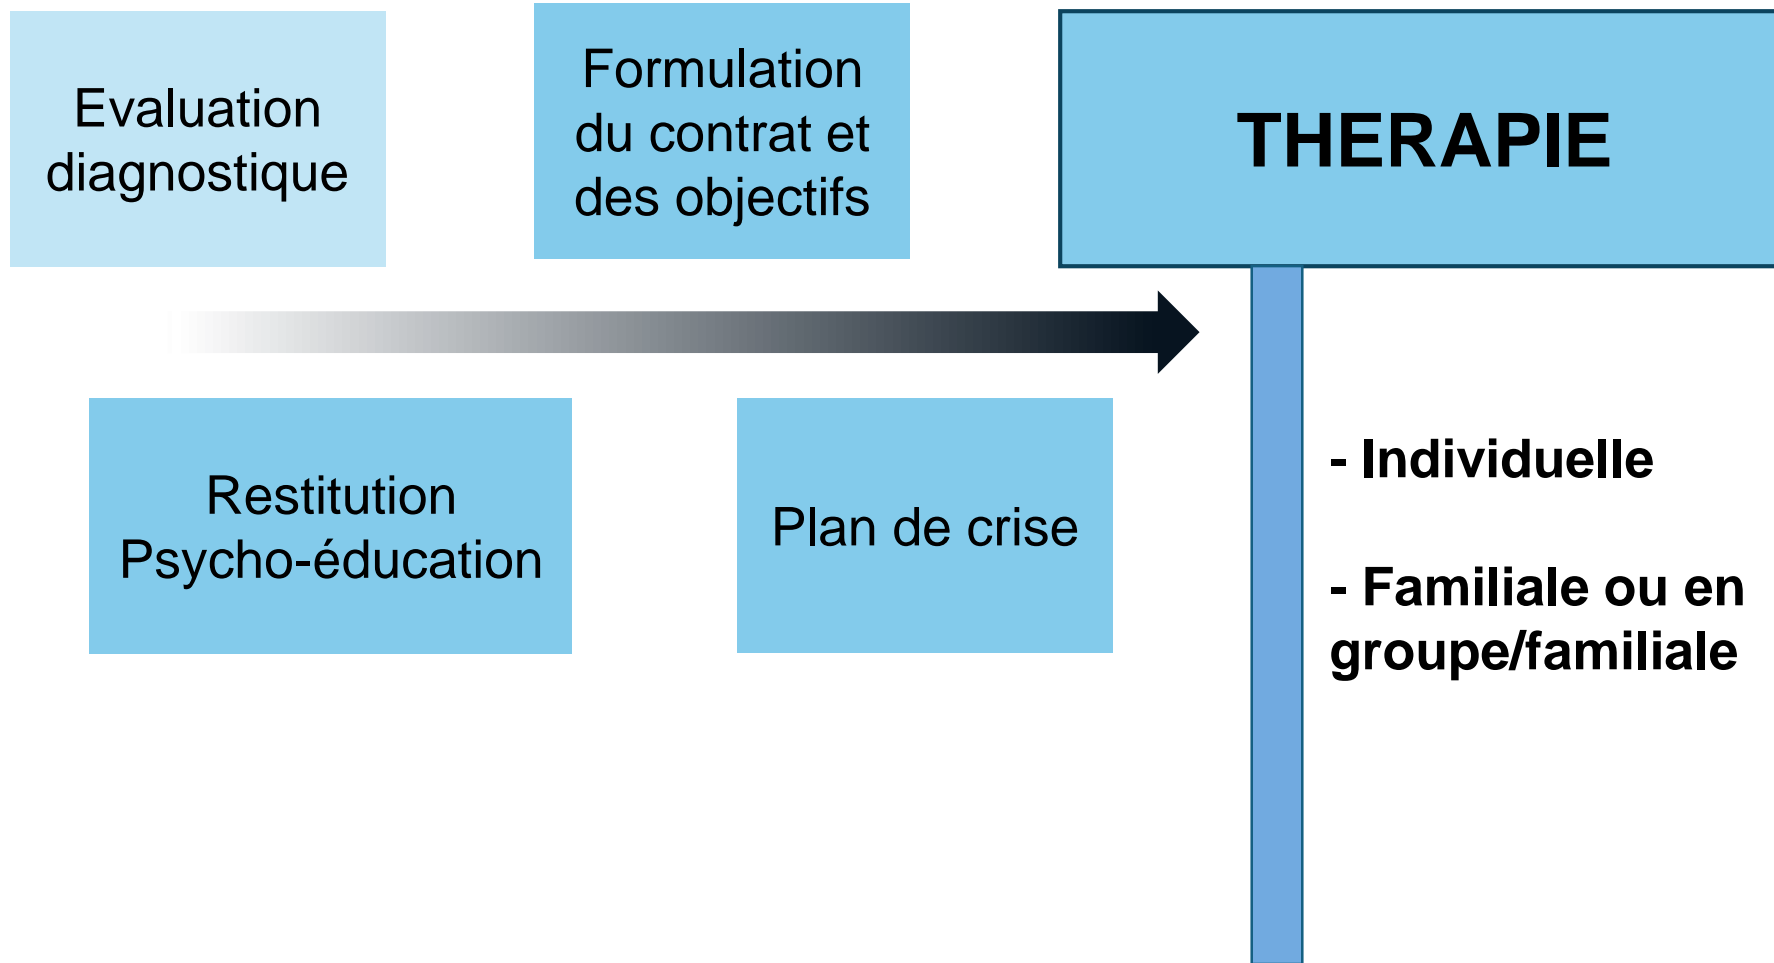 Evaluation
diagnostique
Formulation
du contrat et
des objectifs
THERAPIE
Restitution
Psycho-éducation
Plan de crise
- Individuelle
- Familiale ou en
groupe/familiale